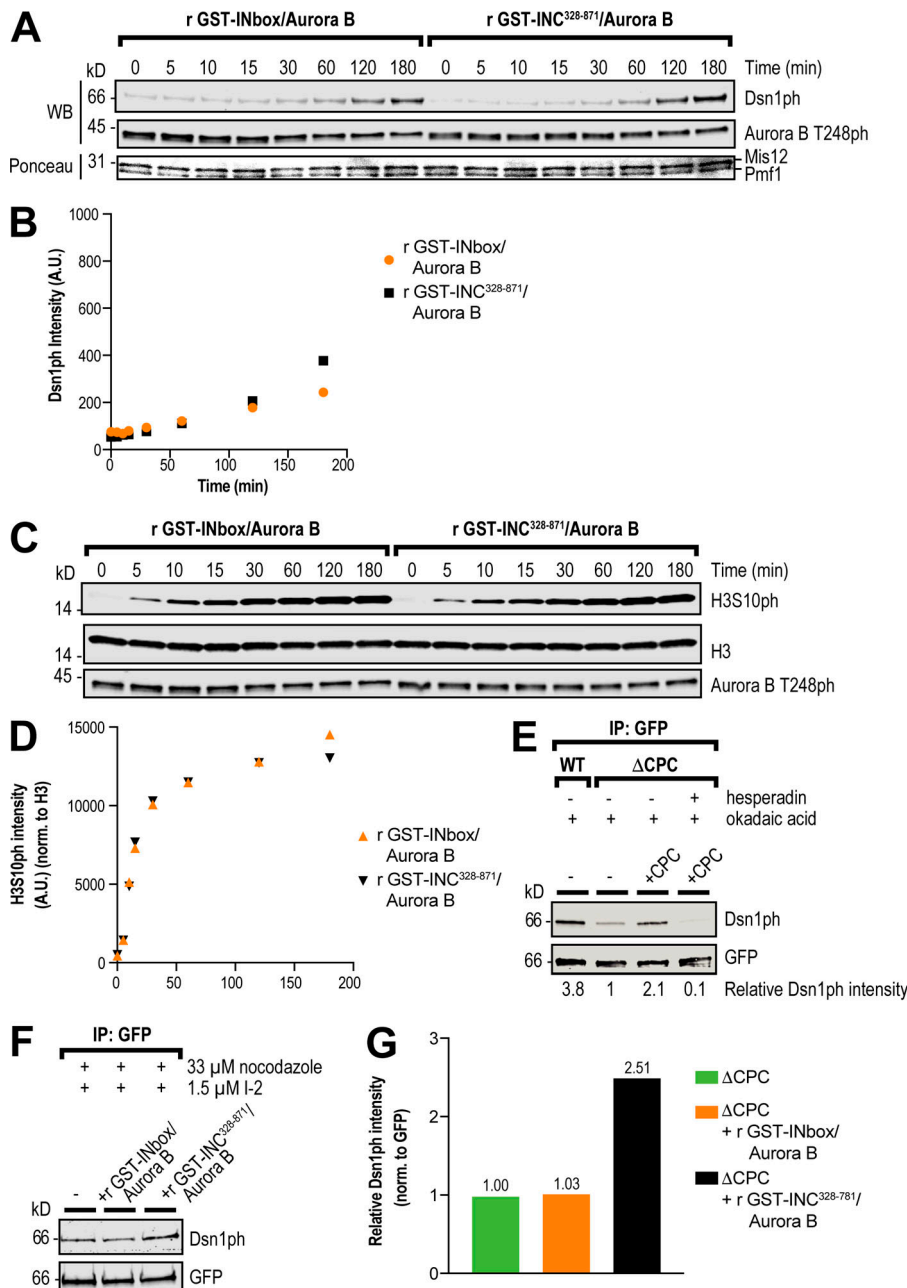 A
r GST-INbox/Aurora B
r GST-INC328-871/Aurora B
kD
0 5 10 15 30 60 120 180 0 5 10 15 30 60 120 180 Time (min)
WB
66
Dsn1ph
45
Aurora B T248ph
Ponceau
31
Mis12
Pmf1
B
1000
800
600
400
200
0
Dsn1ph Intensity (A.U.)
0 50 100 150 200
Time (min)
r GST-INbox/
Aurora B
r GST-INC328-871/
Aurora B
C
r GST-INbox/Aurora B
r GST-INC328-871/Aurora B
kD
0 5 10 15 30 60 120 180 0 5 10 15 30 60 120 180 Time (min)
14
H3S10ph
14
H3
45
Aurora B T248ph
D
15000
10000
5000
0
H3S10ph intensity
(A.U.) (norm. to H3)
0 50 100 150 200
r GST-INbox/
Aurora B
r GST-INC328-871/
Aurora B
E
IP: GFP
WT ΔCPC
- - - + hesperadin
+ + + + okadaic acid
- - +CPC +CPC
kD
66
Dsn1ph
66
GFP
3.8 1 2.1 0.1 Relative Dsn1ph intensity
F
IP: GFP
+ + + 33 µM nocodazole
+ + + 1.5 µM I-2
-
+r GST-INbox/
Aurora B
+r GST-INC328-871/
Aurora B
kD
66
Dsn1ph
66
GFP
G
3
2
1
0
Relative Dsn1ph intensity
(norm. to GFP)
1.00
1.03
2.51
ΔCPC
ΔCPC
+ r GST-INbox/
Aurora B
ΔCPC
+ r GST-INC328-781/
Aurora B